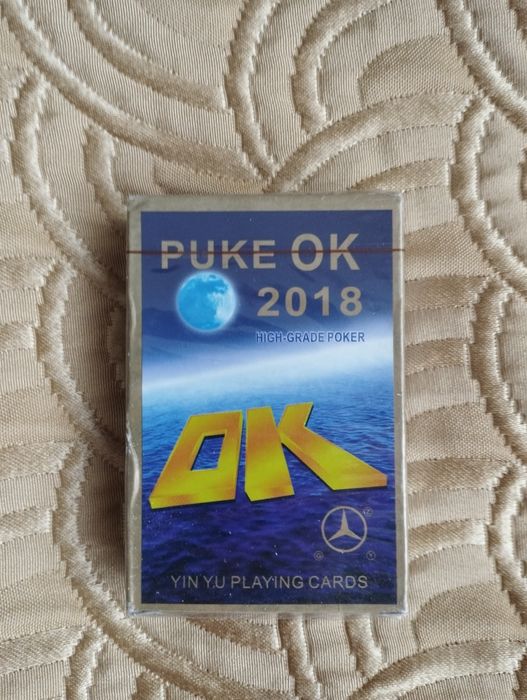 PUKE OK
2018
HIGH-GRADE POKER
OK
Z
G Y
YIN YU PLAYING CARDS